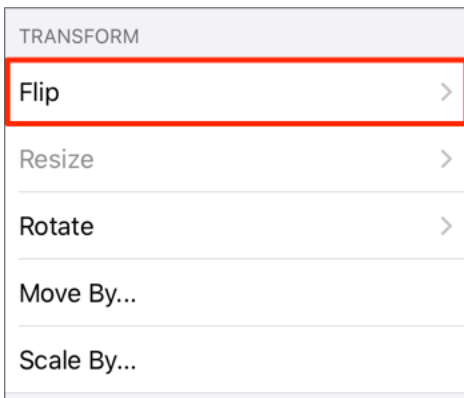 TRANSFORM
Flip
Resize
Rotate
Move By...
Scale By...